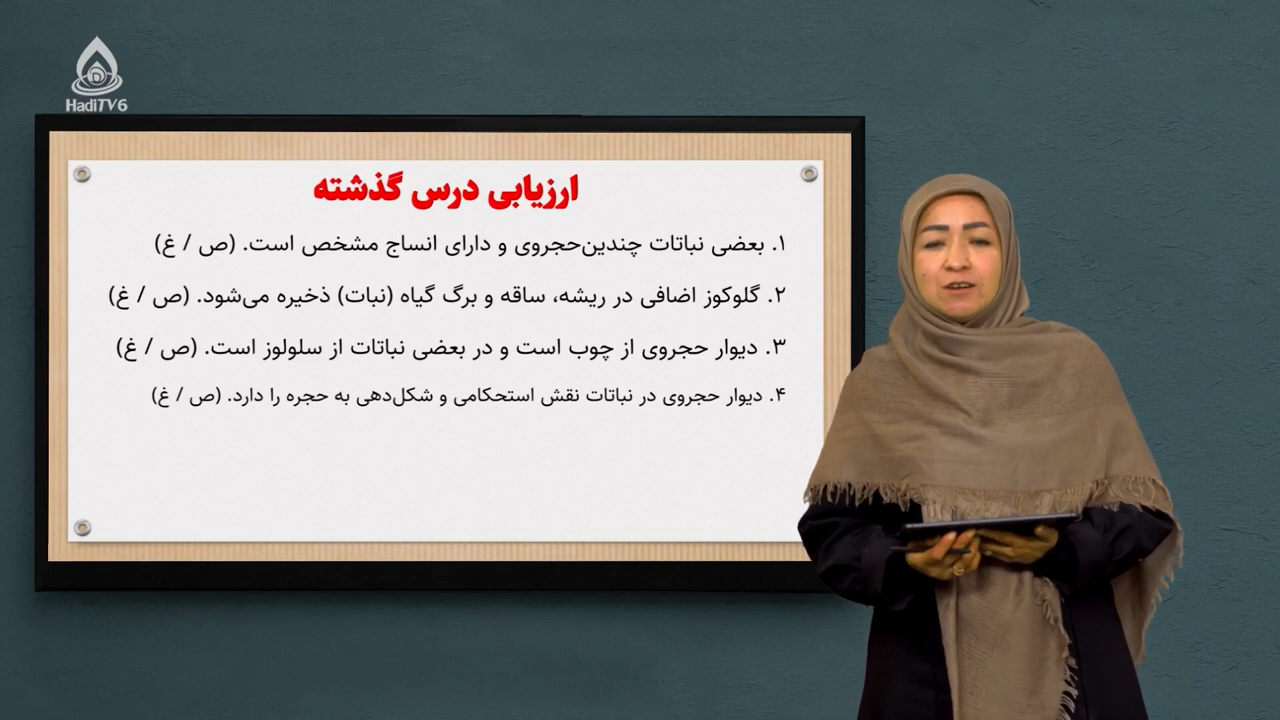 HadiTV6
ارزیابی درس گذشته
۱. بعضی نباتات چندین‌حجروی و دارای انساج مشخص است. (ص / غ)
۲. گلوکوز اضافی در ریشه، ساقه و برگ گیاه (نبات) ذخیره می‌شود. (ص / غ)
۳. دیوار حجروی از چوب است و در بعضی نباتات از سلولوز است. (ص / غ)
۴. دیوار حجروی در نباتات نقش استحکامی و شکل‌دهی به حجره را دارد. (ص / غ)